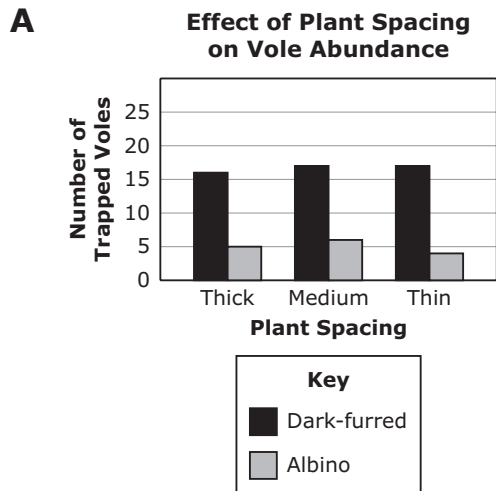 A
Effect of Plant Spacing
on Vole Abundance
Number of
Trapped Voles
25
20
15
10
5
0
Thick Medium Thin
Plant Spacing
Key
Dark-furred
Albino